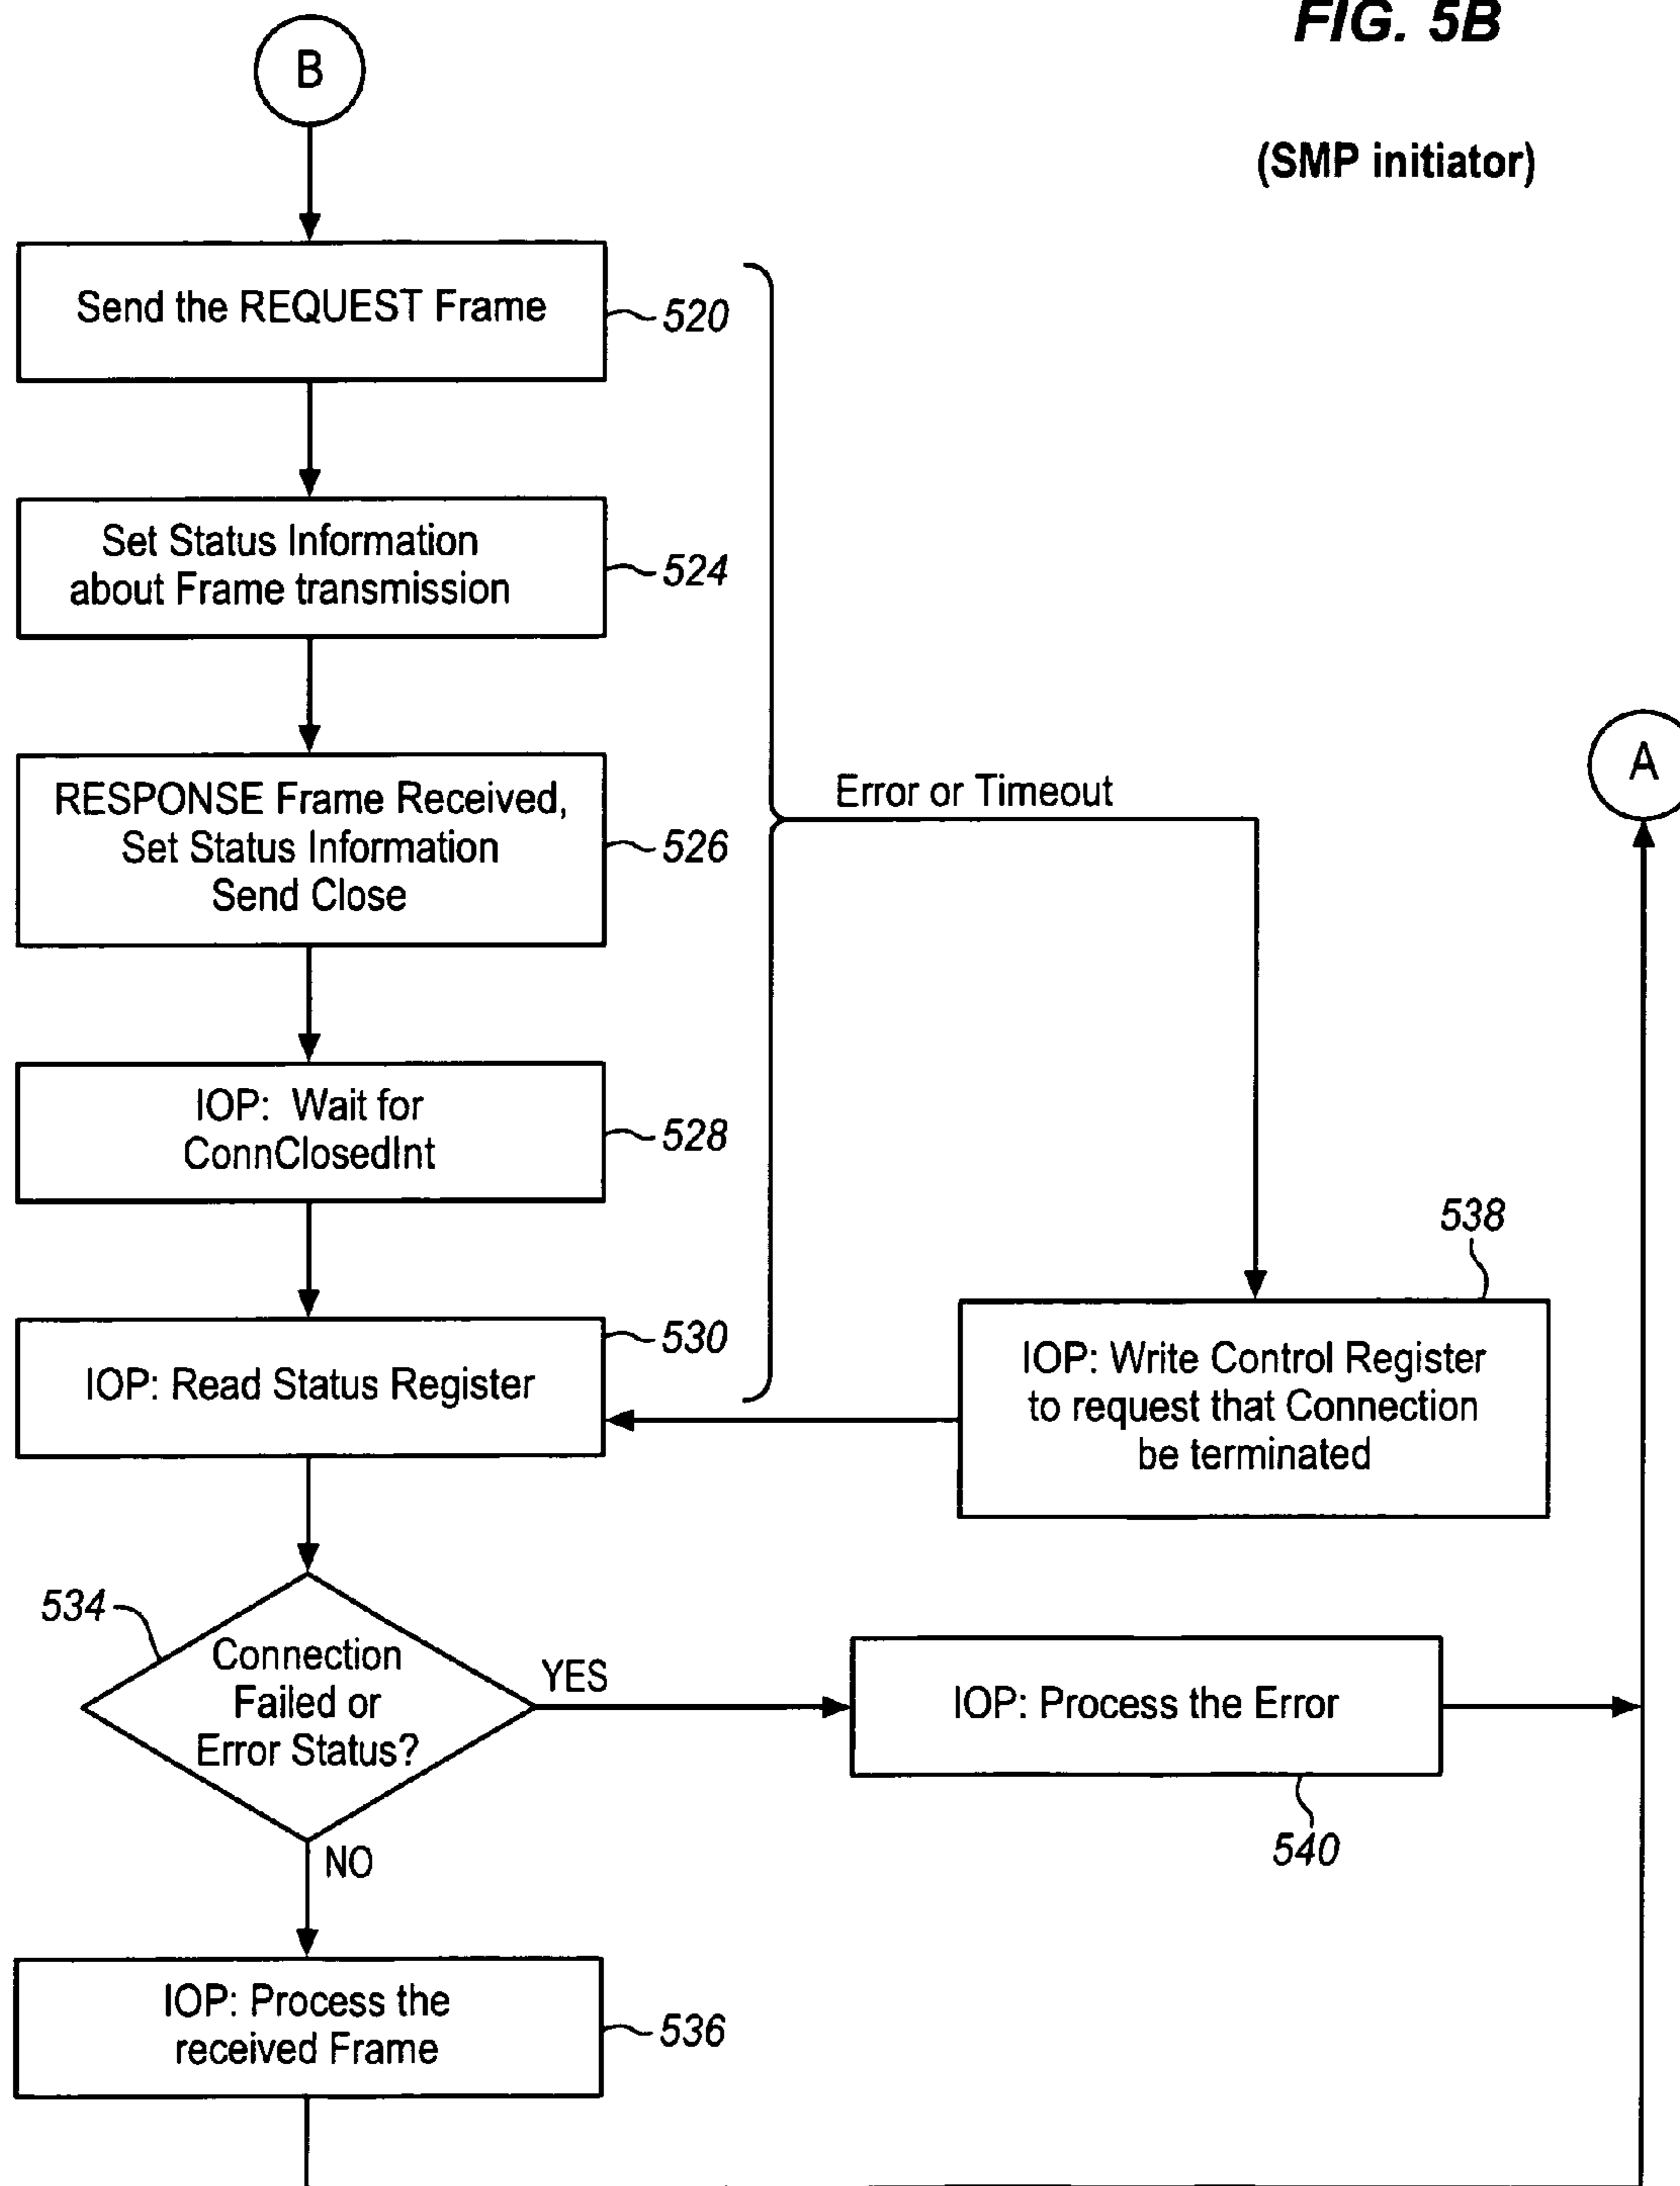 FIG. 5B
(SMP initiator)
B
Send the REQUEST Frame
520
Set Status Information
about Frame transmission
524
RESPONSE Frame Received,
Set Status Information
Send Close
526
Error or Timeout
A
IOP: Wait for
ConnClosedInt
528
IOP: Read Status Register
530
538
IOP: Write Control Register
to request that Connection
be terminated
534
Connection
Failed or
Error Status?
YES
NO
IOP: Process the Error
540
IOP: Process the
received Frame
536